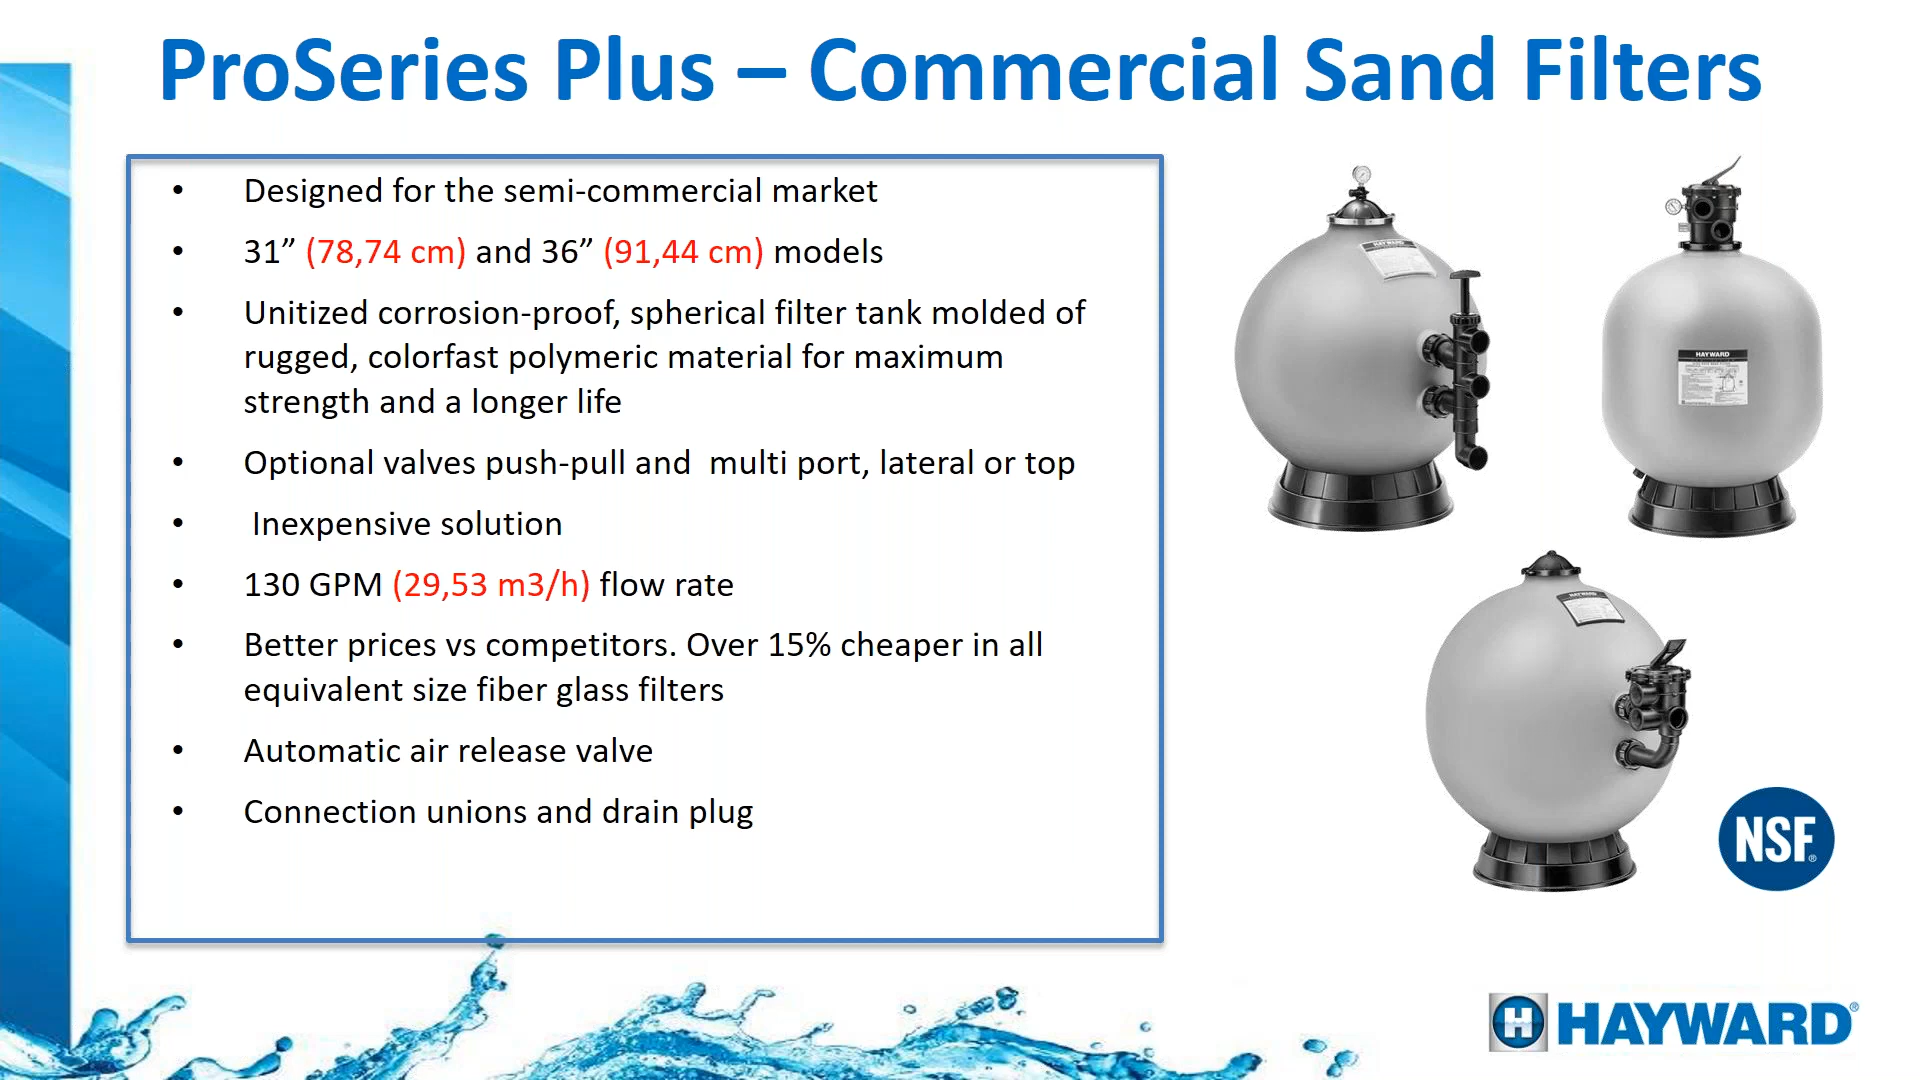 ProSeries Plus – Commercial Sand Filters
• Designed for the semi-commercial market
• 31” (78,74 cm) and 36” (91,44 cm) models
• Unitized corrosion-proof, spherical filter tank molded of
rugged, colorfast polymeric material for maximum
strength and a longer life
• Optional valves push-pull and  multi port, lateral or top
•  Inexpensive solution
• 130 GPM (29,53 m3/h) flow rate
• Better prices vs competitors. Over 15% cheaper in all
equivalent size fiber glass filters
• Automatic air release valve
• Connection unions and drain plug
HAYWARD
HAYWARD
HAYWARD
NSF®
H HAYWARD®